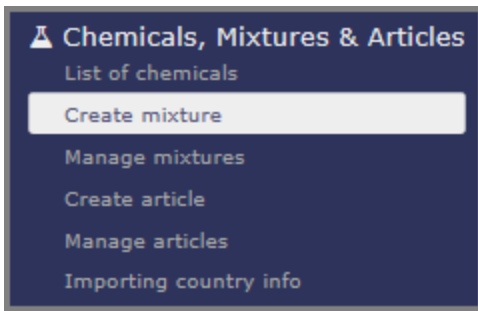 Chemicals, Mixtures & Articles
List of chemicals
Create mixture
Manage mixtures
Create article
Manage articles
Importing country info